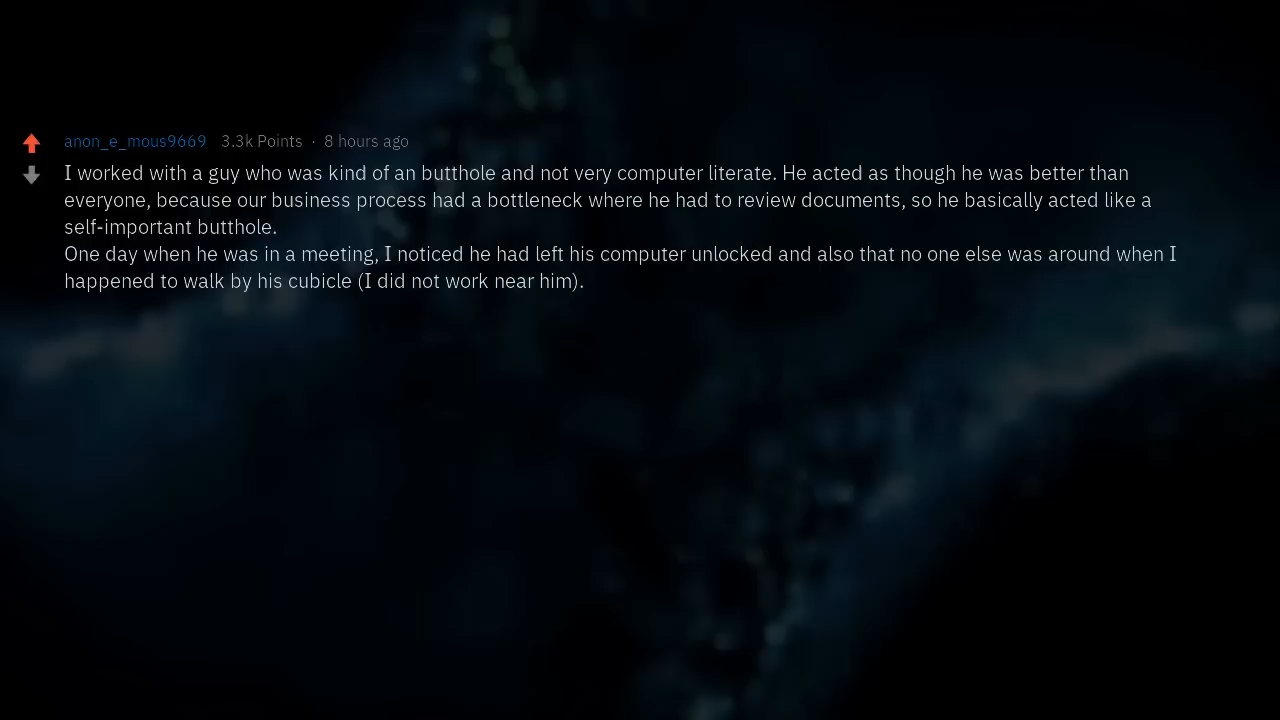 anon_e_mous9669 3.3k Points · 8 hours ago
I worked with a guy who was kind of an butthole and not very computer literate. He acted as though he was better than
everyone, because our business process had a bottleneck where he had to review documents, so he basically acted like a
self-important butthole.
One day when he was in a meeting, I noticed he had left his computer unlocked and also that no one else was around when I
happened to walk by his cubicle (I did not work near him).